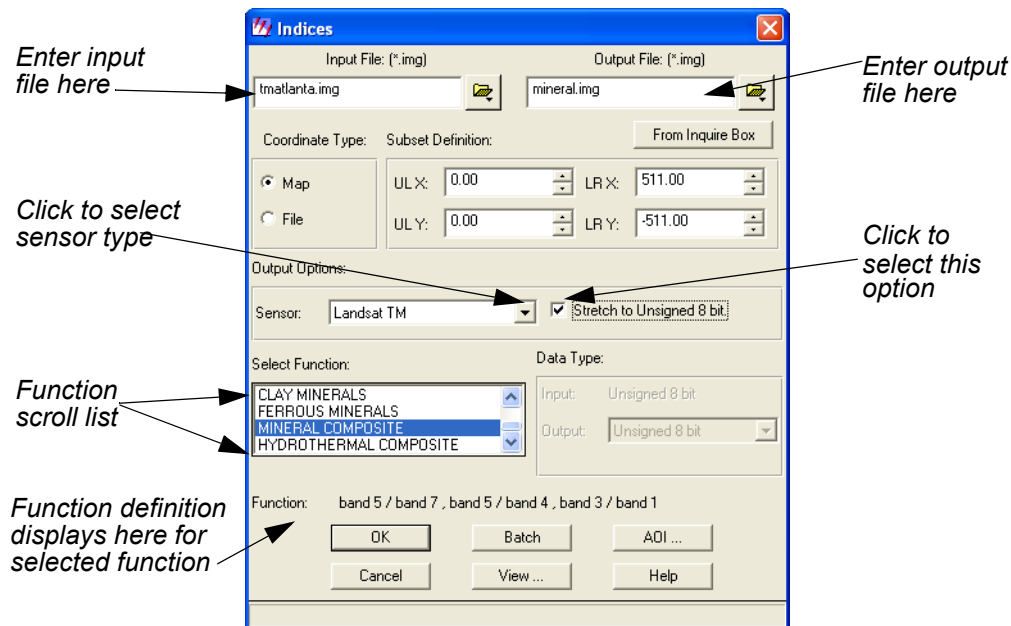 Indices
Enter input
file here
Input File: (*.img)
Output File: (*.img)
Enter output
file here
tmatlanta.img
mineral.img
Coordinate Type:
Subset Definition:
From Inquire Box
Map
UL X:
0.00
LR X:
511.00
File
UL Y:
0.00
LR Y:
-511.00
Click to select
sensor type
Click to
select this
option
Output Options:
Sensor:
Landsat TM
Stretch to Unsigned 8 bit.
Select Function:
Data Type:
Function
scroll list
CLAY MINERALS
FERROUS MINERALS
MINERAL COMPOSITE
HYDROTHERMAL COMPOSITE
Input:
Unsigned 8 bit
Output:
Unsigned 8 bit
Function definition
displays here for
selected function
Function:
band 5 / band 7 , band 5 / band 4 , band 3 / band 1
OK
Batch
AOI ...
Cancel
View ...
Help